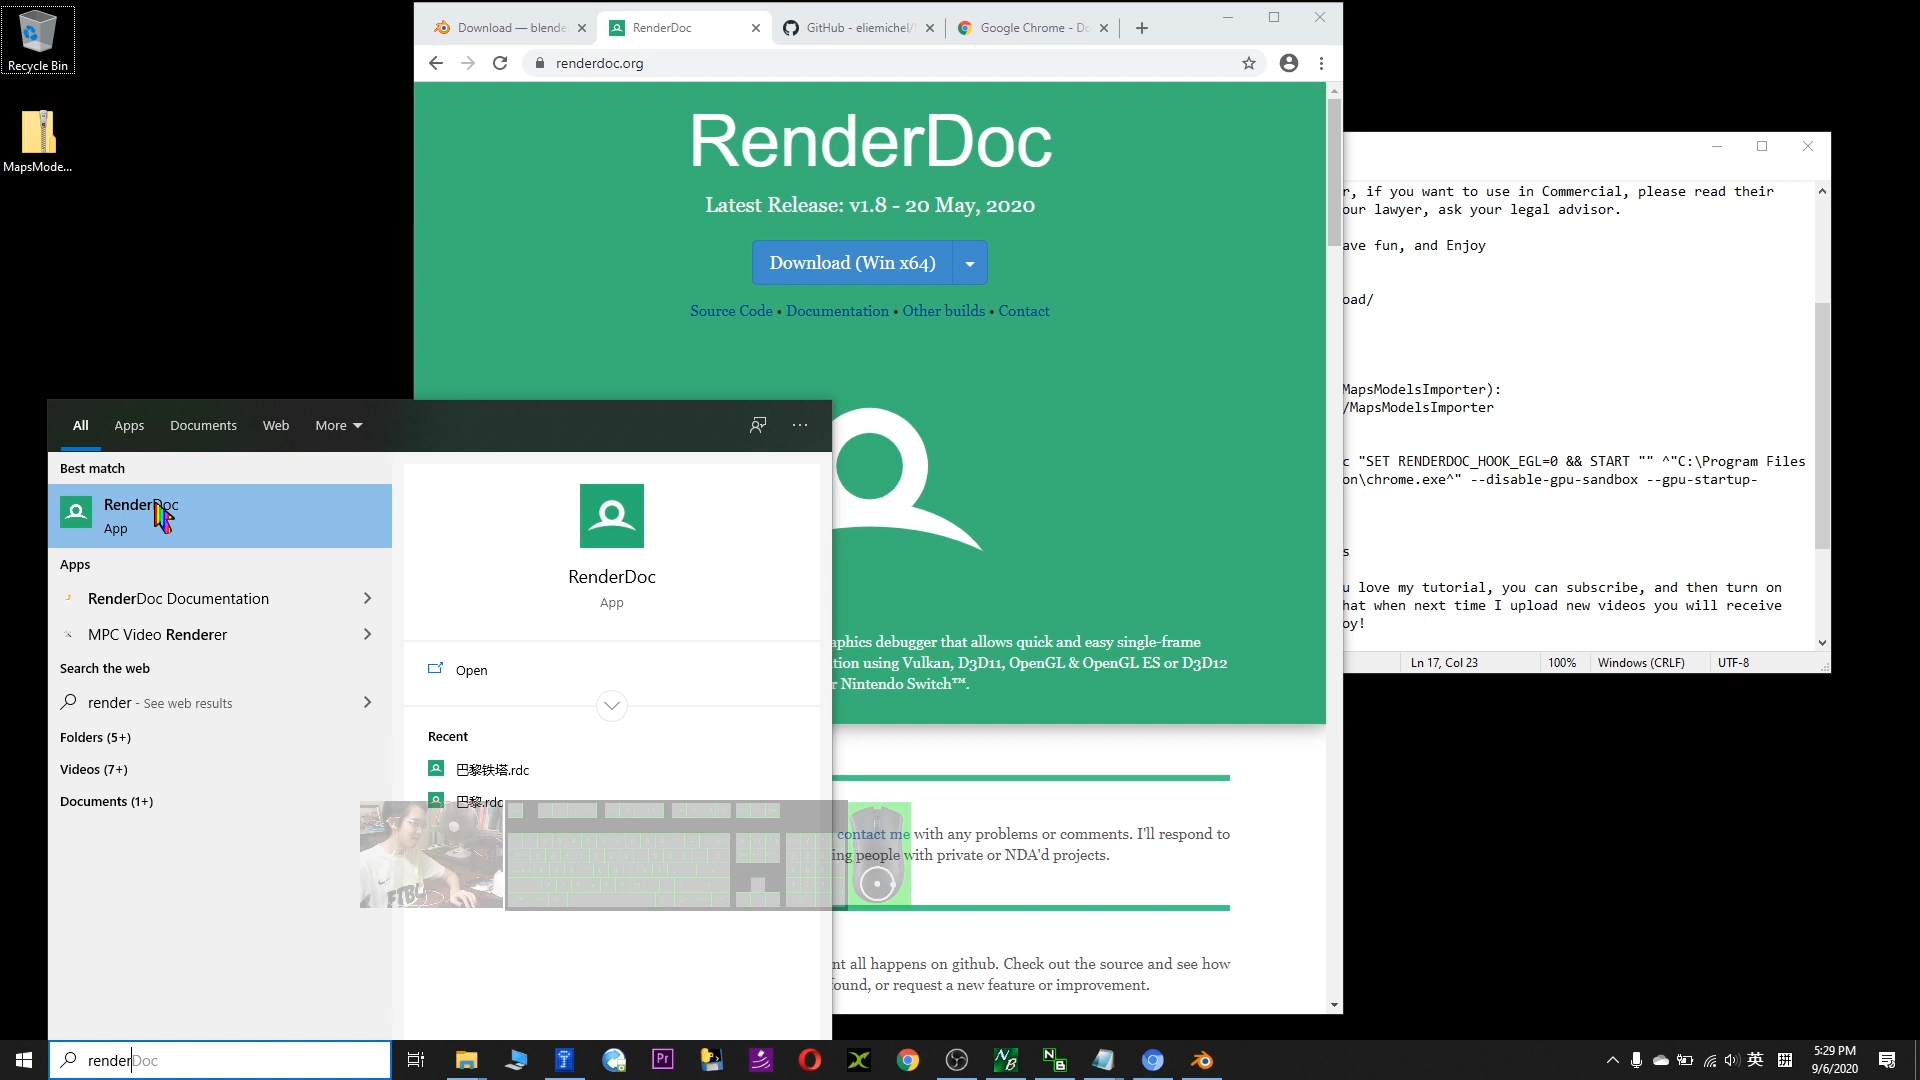 Recycle Bin
MapsMode...
Download — blende
RenderDoc
GitHub - eliemichel/
Google Chrome - Do
renderdoc.org
RenderDoc
Latest Release: v1.8 - 20 May, 2020
Download (Win x64)
Source Code • Documentation • Other builds • Contact
aphics debugger that allows quick and easy single-frame
tion using Vulkan, D3D11, OpenGL & OpenGL ES or D3D12
r Nintendo Switch™.
contact me with any problems or comments. I'll respond to
ing people with private or NDA'd projects.
nt all happens on github. Check out the source and see how
ound, or request a new feature or improvement.
r, if you want to use in Commercial, please read their
our lawyer, ask your legal advisor.
ave fun, and Enjoy
oad/
MapsModelsImporter):
/MapsModelsImporter
c "SET RENDERDOC_HOOK_EGL=0 && START "" ^"C:\Program Files
on\chrome.exe^" --disable-gpu-sandbox --gpu-startup-
s
u love my tutorial, you can subscribe, and then turn on
hat when next time I upload new videos you will receive
oy!
Ln 17, Col 23
100%
Windows (CRLF)
UTF-8
All
Apps
Documents
Web
More
Best match
RenderDoc
App
Apps
RenderDoc Documentation
MPC Video Renderer
Search the web
render - See web results
Folders (5+)
Videos (7+)
Documents (1+)
RenderDoc
App
Open
Recent
巴黎铁塔.rdc
巴黎.rdc
renderDoc
Pr
英
5:29 PM
9/6/2020